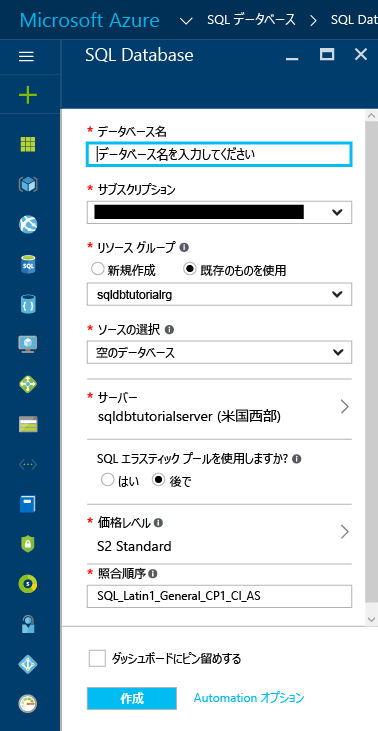 Microsoft Azure SQL データベース > SQL Dat
SQL Database
* データベース名
データベース名を入力してください
* サブスクリプション
* リソース グループ
新規作成 既存のものを使用
sqldbtutorialrg
* ソースの選択
空のデータベース
* サーバー
sqldbtutorialserver (米国西部)
SQL エラスティック プールを使用しますか?
はい 後で
* 価格レベル
S2 Standard
* 照合順序
SQL_Latin1_General_CP1_CI_AS
ダッシュボードにピン留めする
作成 Automation オプション